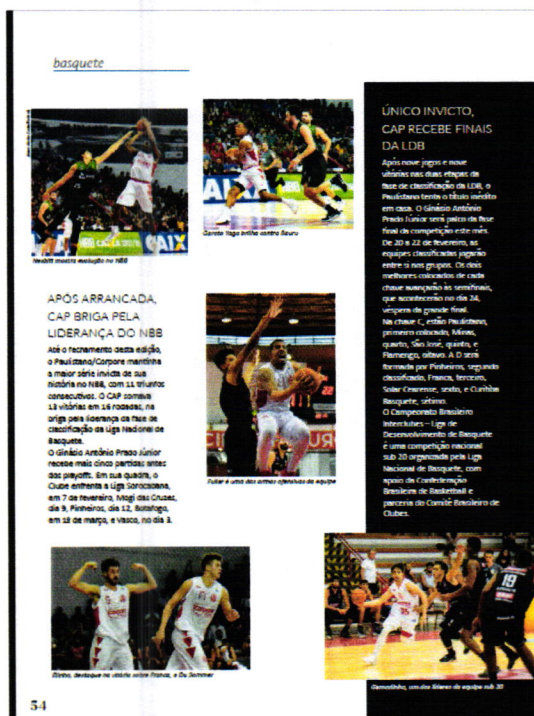 basquete
Nesbitt mostra evolução no NBB
Garoto Yago brilha contra Bauru
APÓS ARRANCADA,
CAP BRIGA PELA
LIDERANÇA DO NBB
Até o fechamento desta edição,
o Paulistano/Corpore mantinha
a maior série invicta de sua
história no NBB, com 11 triunfos
consecutivos. O CAP somava
13 vitórias em 16 rodadas, na
briga pela liderança da fase de
classificação da Liga Nacional de
Basquete.
O Ginásio Antônio Prado Júnior
recebe mais cinco partidas antes
dos playoffs. Em sua quadra, o
Clube enfrenta a Liga Sorocabana,
em 7 de fevereiro, Mogi das Cruzes,
dia 9, Pinheiros, dia 12, Botafogo,
em 18 de março, e Vasco, no dia 3.
Fuller é uma das armas ofensivas da equipe
destaque na vitória sobre Franca, e Du Sommer
54
ÚNICO INVICTO,
CAP RECEBE FINAIS
DA LDB
Após nove jogos e nove
vitórias nas duas etapas da
fase de classificação da LDB, o
Paulistano tenta o título inédito
em casa. O Ginásio Antônio
Prado Júnior será palco da fase
final da competição este mês.
De 20 a 22 de fevereiro, as
equipes classificadas jogarão
entre si nos grupos. Os dois
melhores colocados de cada
chave avançarão às semifinais,
que acontecerão no dia 24,
véspera da grande final.
Na chave C, estão Paulistano,
primeiro colocado, Minas,
quarto, São José, quinto, e
Flamengo, oitavo. A D será
formada por Pinheiros, segundo
classificado, Franca, terceiro,
Solar Cearense, sexto, e Curitiba
Basquete, sétimo.
O Campeonato Brasileiro
Interclubes – Liga de
Desenvolvimento de Basquete
é uma competição nacional
sub 20 organizada pela Liga
Nacional de Basquete, com
apoio da Confederação
Brasileira de Basketball e
parceria do Comitê Brasileiro de
Clubes.
um dos líderes da equipe sub 20
CAIXA
19